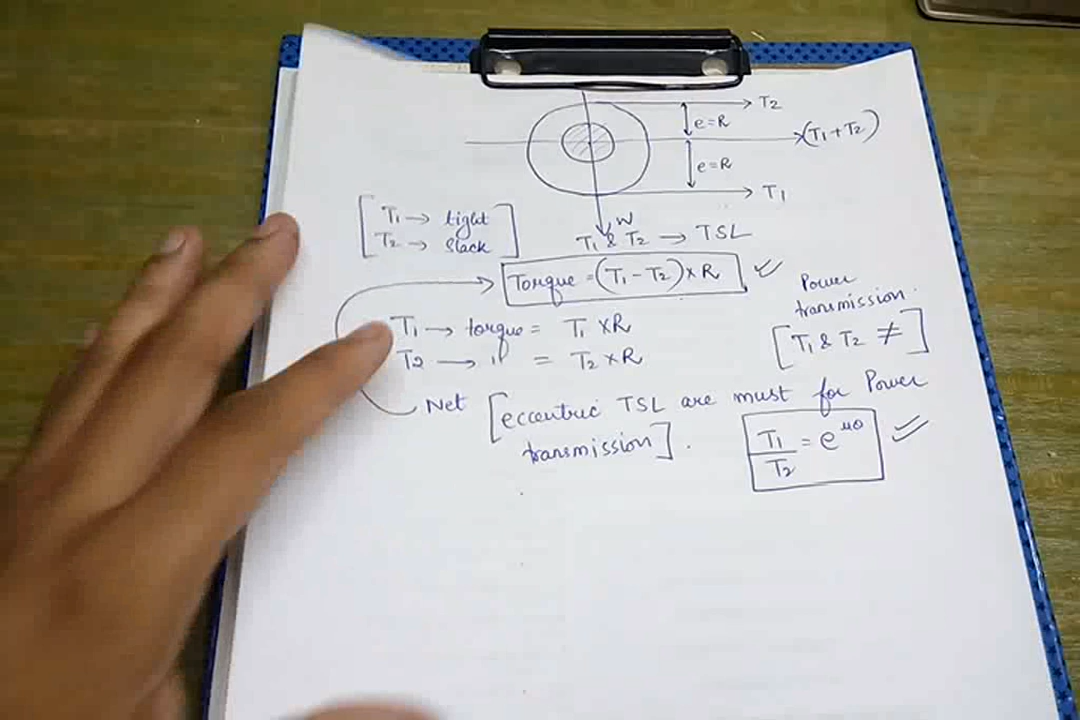 T2
e=R
(T1+T2)
e=R
T1
W
[T1 → tight
T2 → slack]
T1 & T2 → TSL
Torque = (T1 - T2) × R ✓
Power
transmission.
[T1 & T2 ≠]
T1 → torque = T1 × R
T2 → 11 = T2 × R
Net [eccentric TSL are must for Power
transmission].
T1/T2 = e^μθ